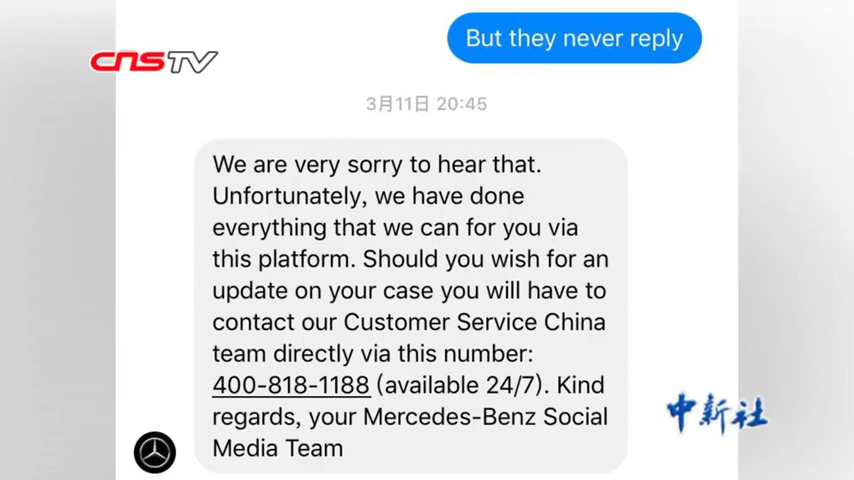 But they never reply
CNSTV
3月11日 20:45
We are very sorry to hear that.
Unfortunately, we have done
everything that we can for you via
this platform. Should you wish for an
update on your case you will have to
contact our Customer Service China
team directly via this number:
400-818-1188 (available 24/7). Kind
regards, your Mercedes-Benz Social
Media Team
中新社